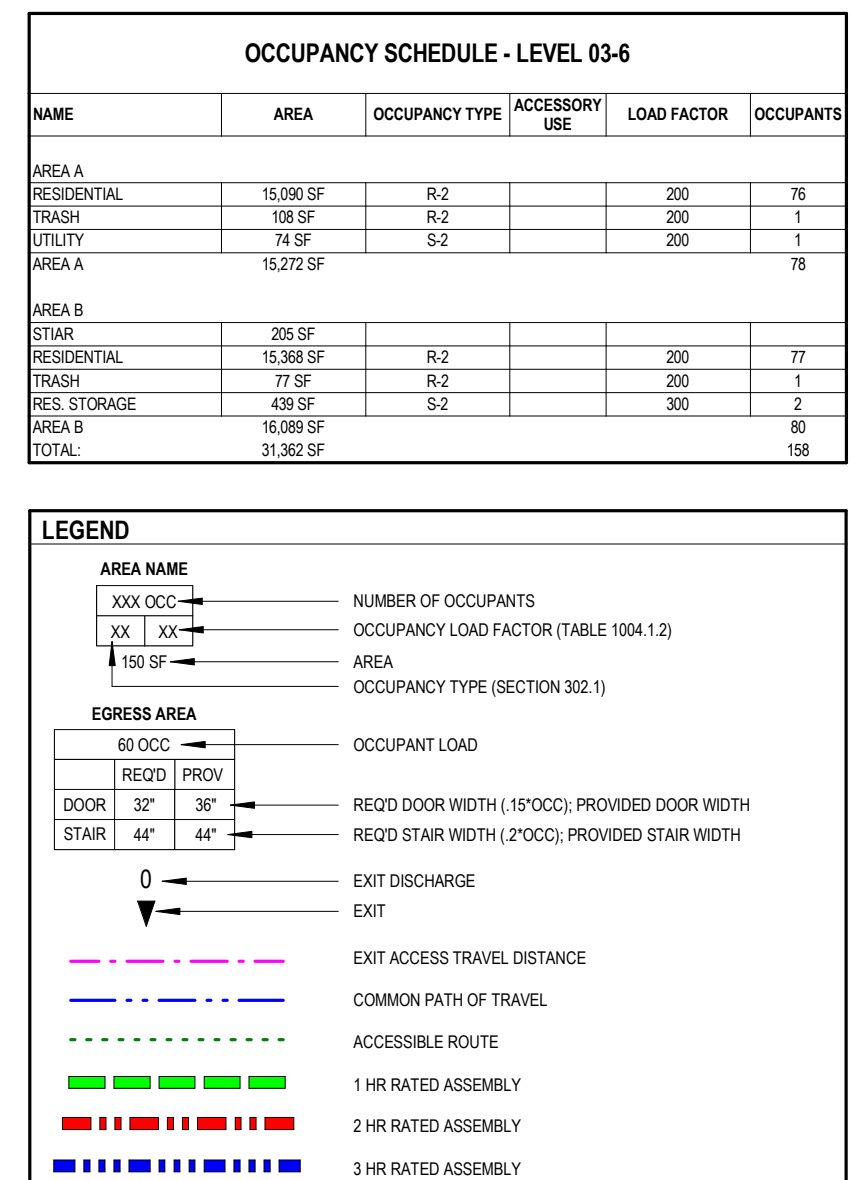 OCCUPANCY SCHEDULE - LEVEL 03-6
NAME AREA OCCUPANCY TYPE ACCESSORY USE LOAD FACTOR OCCUPANTS
AREA A
RESIDENTIAL 15,090 SF R-2 200 76
TRASH 108 SF R-2 200 1
UTILITY 74 SF S-2 200 1
AREA A 15,272 SF 78
AREA B
STIAR 205 SF
RESIDENTIAL 15,368 SF R-2 200 77
TRASH 77 SF R-2 200 1
RES. STORAGE 439 SF S-2 300 2
AREA B 16,089 SF 80
TOTAL: 31,362 SF 158
LEGEND
AREA NAME
XXX OCC NUMBER OF OCCUPANTS
XX XX OCCUPANCY LOAD FACTOR (TABLE 1004.1.2)
150 SF AREA
OCCUPANCY TYPE (SECTION 302.1)
EGRESS AREA
60 OCC OCCUPANT LOAD
REQ'D PROV
DOOR 32" 36" REQ'D DOOR WIDTH (.15*OCC); PROVIDED DOOR WIDTH
STAIR 44" 44" REQ'D STAIR WIDTH (.2*OCC); PROVIDED STAIR WIDTH
0 EXIT DISCHARGE
EXIT
EXIT ACCESS TRAVEL DISTANCE
COMMON PATH OF TRAVEL
ACCESSIBLE ROUTE
1 HR RATED ASSEMBLY
2 HR RATED ASSEMBLY
3 HR RATED ASSEMBLY